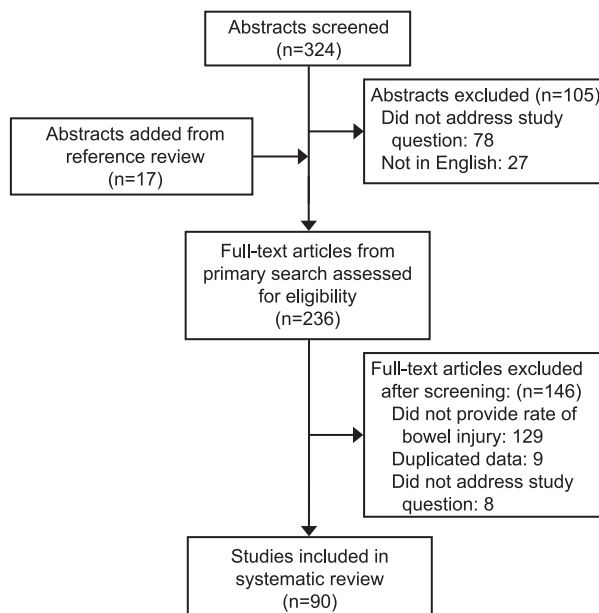 Abstracts screened
(n=324)
Abstracts excluded (n=105)
Did not address study
question: 78
Not in English: 27
Abstracts added from
reference review
(n=17)
Full-text articles from
primary search assessed
for eligibility
(n=236)
Full-text articles excluded
after screening: (n=146)
Did not provide rate of
bowel injury: 129
Duplicated data: 9
Did not address study
question: 8
Studies included in
systematic review
(n=90)